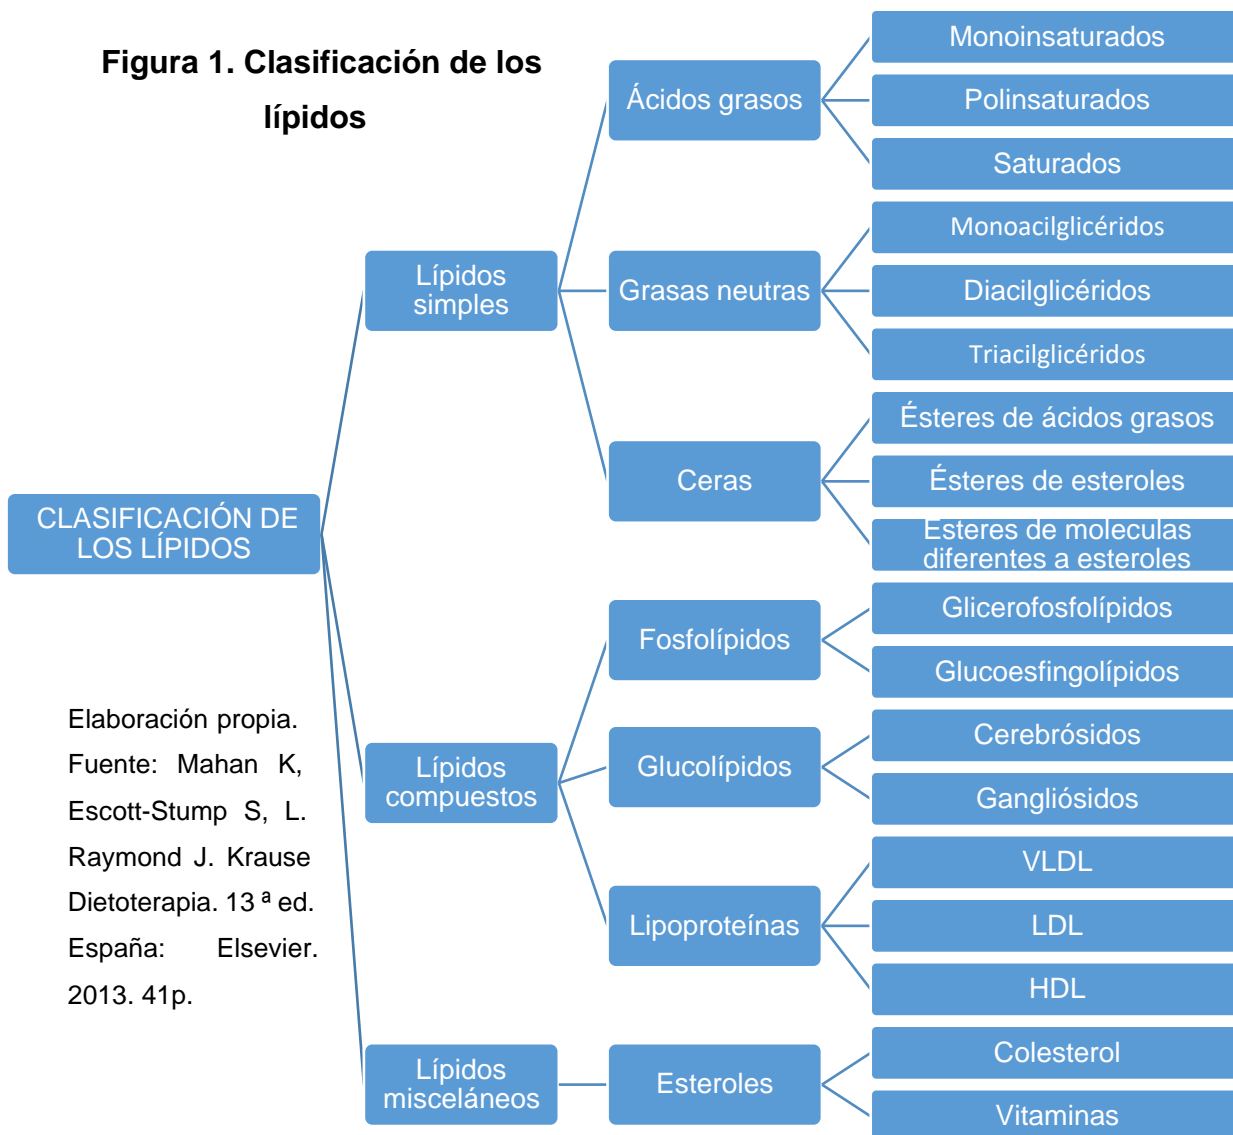 Figura 1. Clasificación de los
lípidos
CLASIFICACIÓN DE
LOS LÍPIDOS
Lípidos
simples
Ácidos grasos
Monoinsaturados
Polinsaturados
Saturados
Grasas neutras
Monoacilglicéridos
Diacilglicéridos
Triacilglicéridos
Ceras
Ésteres de ácidos grasos
Ésteres de esteroles
Esteres de moleculas
diferentes a esteroles
Lípidos
compuestos
Fosfolípidos
Glicerofosfolípidos
Glucoesfingolípidos
Glucolípidos
Cerebrósidos
Gangliósidos
Lipoproteínas
VLDL
LDL
HDL
Lípidos
misceláneos
Esteroles
Colesterol
Vitaminas
Elaboración propia.
Fuente: Mahan K,
Escott-Stump S, L.
Raymond J. Krause
Dietoterapia. 13 ª ed.
España: Elsevier.
2013. 41p.